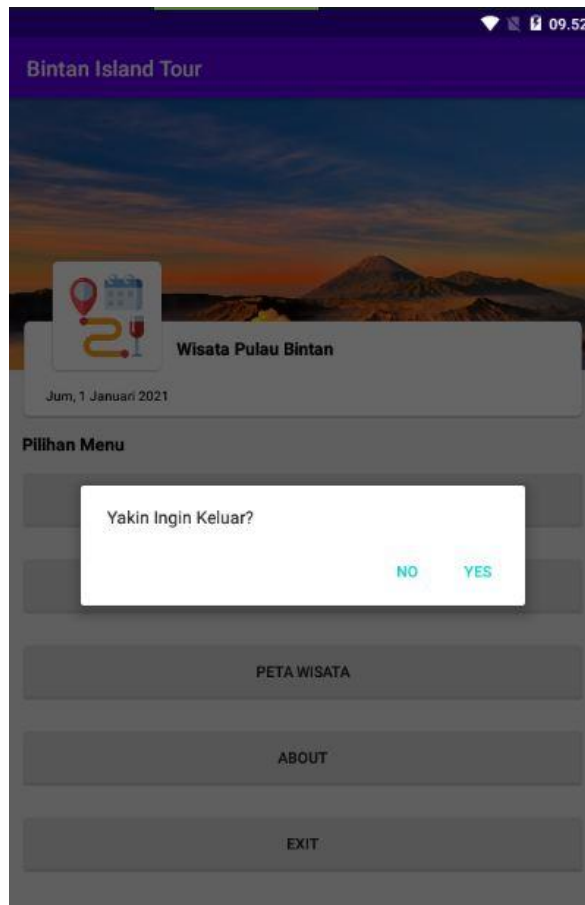 09.52
Bintan Island Tour
Wisata Pulau Bintan
Jum, 1 Januari 2021
Pilihan Menu
Yakin Ingin Keluar?
NO YES
PETA WISATA
ABOUT
EXIT